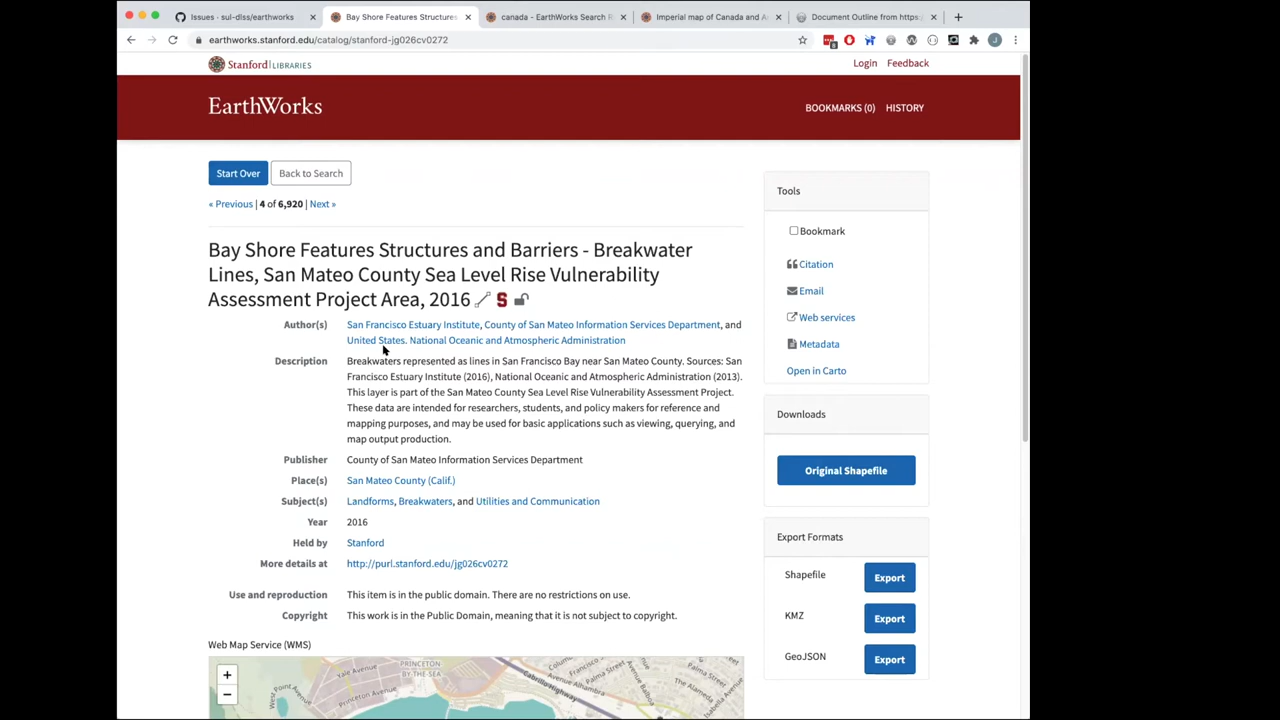 Issues · sul-dlss/earthworks
Bay Shore Features Structures
canada - EarthWorks Search R
Imperial map of Canada and A
Document Outline from https:
earthworks.stanford.edu/catalog/stanford-jg026cv0272
Stanford | LIBRARIES
Login Feedback
EarthWorks
BOOKMARKS (0) HISTORY
Start Over Back to Search
« Previous | 4 of 6,920 | Next »
Bay Shore Features Structures and Barriers - Breakwater
Lines, San Mateo County Sea Level Rise Vulnerability
Assessment Project Area, 2016
Author(s) San Francisco Estuary Institute, County of San Mateo Information Services Department, and
United States. National Oceanic and Atmospheric Administration
Description Breakwaters represented as lines in San Francisco Bay near San Mateo County. Sources: San
Francisco Estuary Institute (2016), National Oceanic and Atmospheric Administration (2013).
This layer is part of the San Mateo County Sea Level Rise Vulnerability Assessment Project.
These data are intended for researchers, students, and policy makers for reference and
mapping purposes, and may be used for basic applications such as viewing, querying, and
map output production.
Publisher County of San Mateo Information Services Department
Place(s) San Mateo County (Calif.)
Subject(s) Landforms, Breakwaters, and Utilities and Communication
Year 2016
Held by Stanford
More details at http://purl.stanford.edu/jg026cv0272
Use and reproduction This item is in the public domain. There are no restrictions on use.
Copyright This work is in the Public Domain, meaning that it is not subject to copyright.
Web Map Service (WMS)
+
−
Yale Avenue
Princeton Avenue
West Point Avenue
PRINCETON
BY-THE-SEA
Cabrillo Highway
Avenue Alhambra
Palma Street
Tools
Bookmark
Citation
Email
Web services
Metadata
Open in Carto
Downloads
Original Shapefile
Export Formats
Shapefile Export
KMZ Export
GeoJSON Export